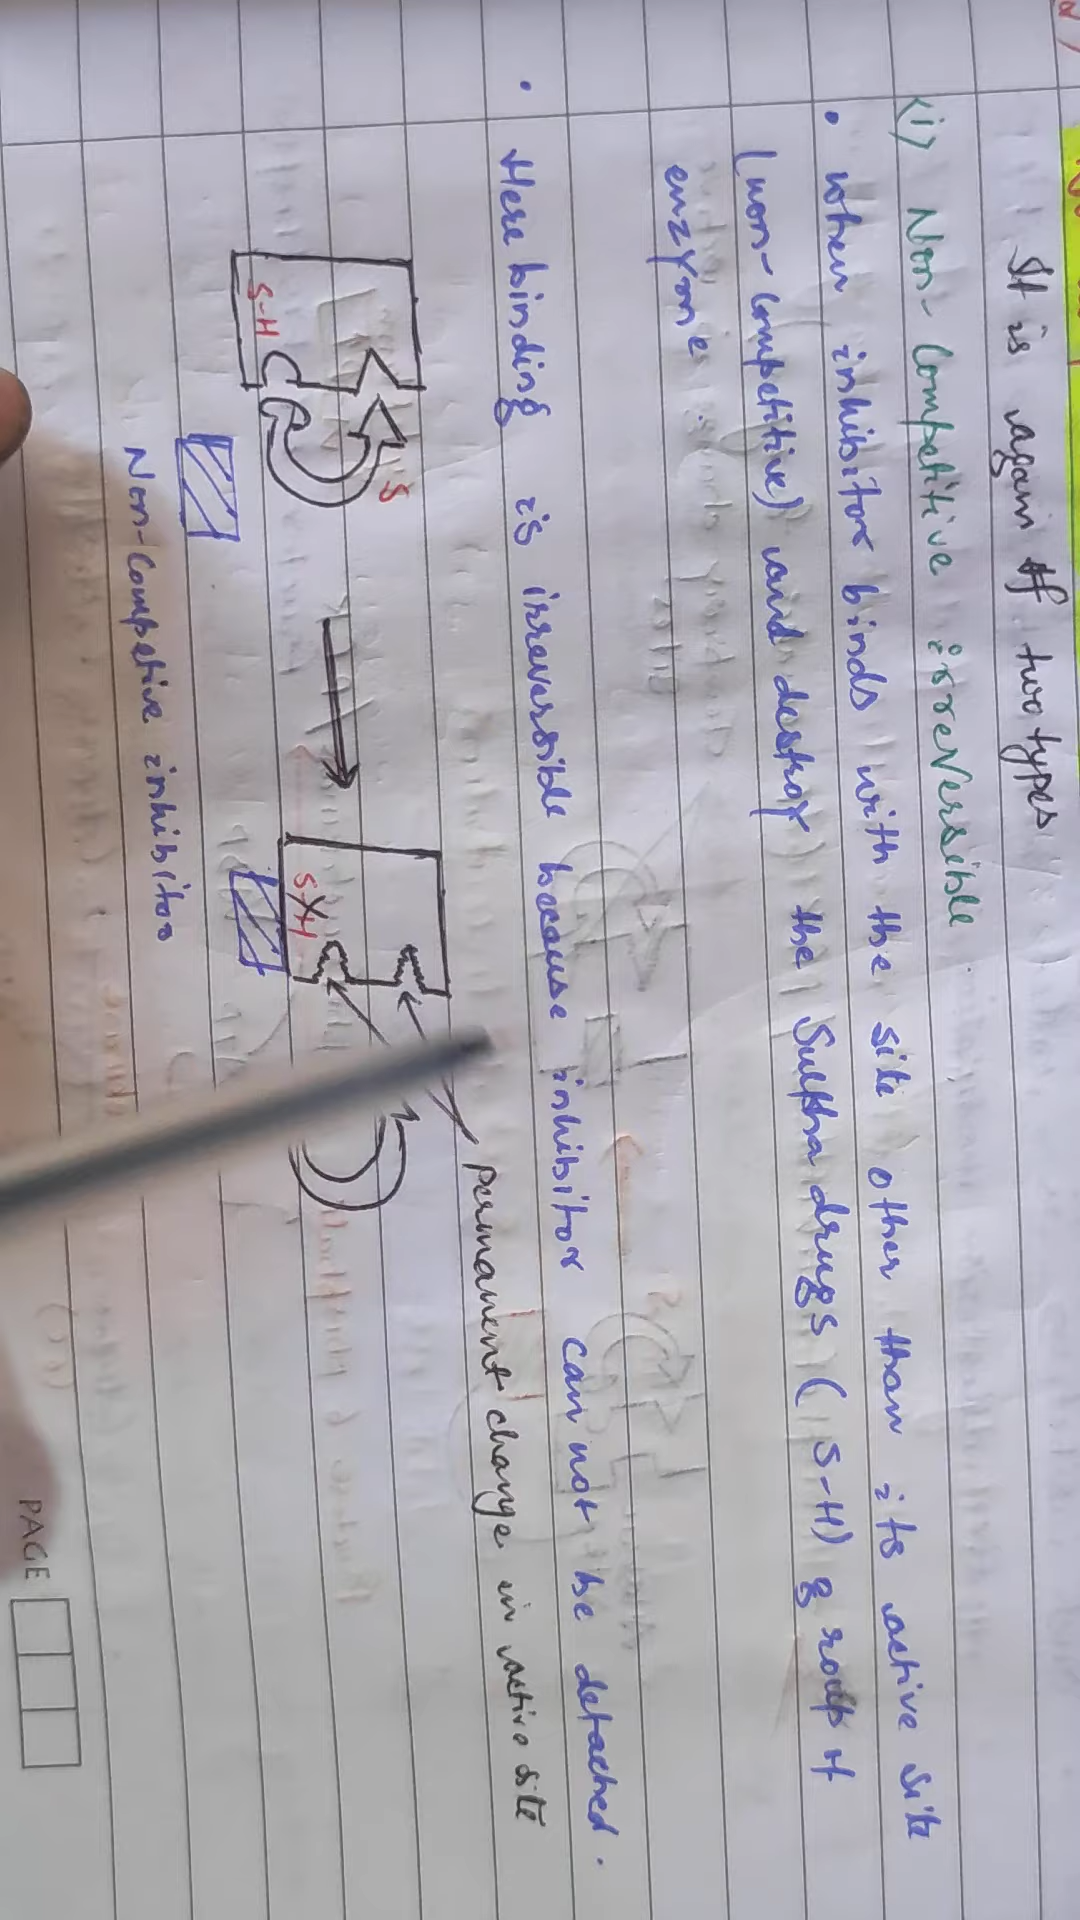 It is again of two types
(i) Non-Competitive irreversible
• when inhibitor binds with the site other than its active site
(non-competitive) and destroy the Sulpha drugs (S-H) group of
enzyme
• Here binding is irreversible because inhibitor can not be detached.
permanent change in active site
S
S-H
S-H
Non-Competive inhibitor
PAGE